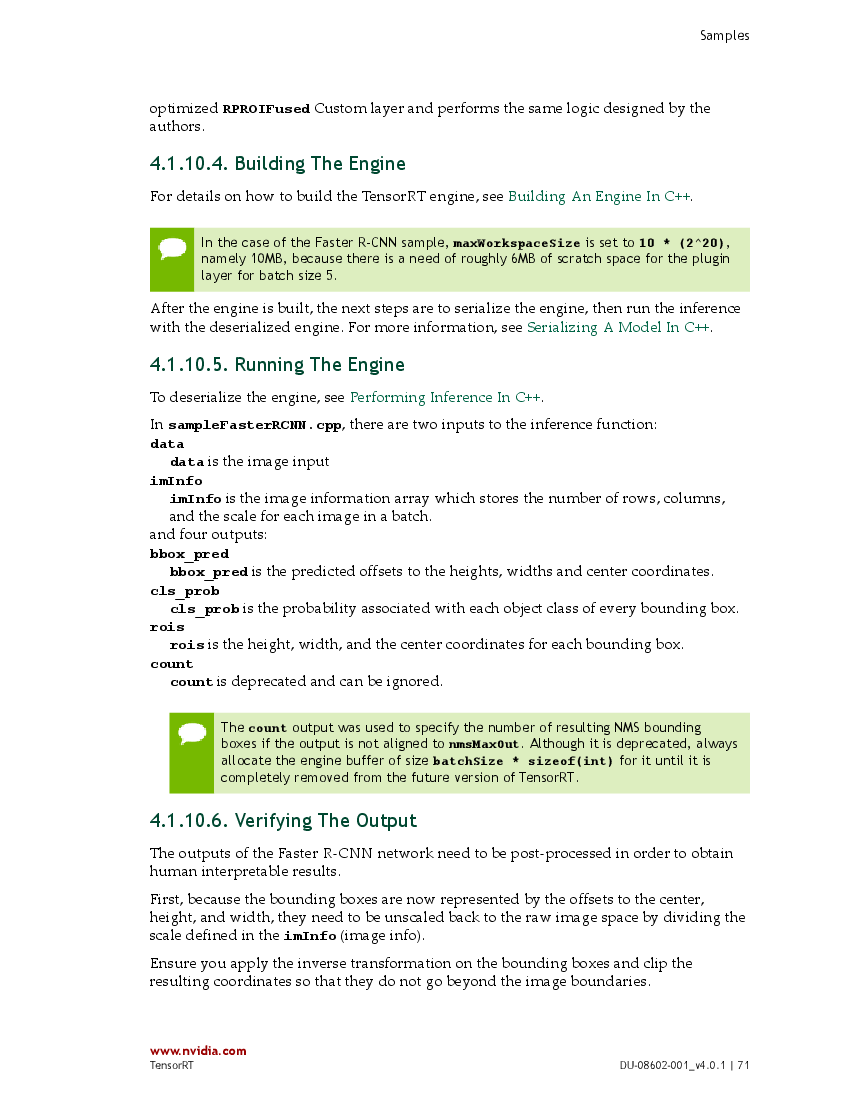 Samples
optimized RPROIFused Custom layer and performs the same logic designed by the
authors.
4.1.10.4. Building The Engine
For details on how to build the TensorRT engine, see Building An Engine In C++.
In the case of the Faster R-CNN sample, maxWorkspaceSize is set to 10 * (2^20),
namely 10MB, because there is a need of roughly 6MB of scratch space for the plugin
layer for batch size 5.
After the engine is built, the next steps are to serialize the engine, then run the inference
with the deserialized engine. For more information, see Serializing A Model In C++.
4.1.10.5. Running The Engine
To deserialize the engine, see Performing Inference In C++.
In sampleFasterRCNN.cpp, there are two inputs to the inference function:
data
data is the image input
imInfo
imInfo is the image information array which stores the number of rows, columns,
and the scale for each image in a batch.
and four outputs:
bbox_pred
bbox_pred is the predicted offsets to the heights, widths and center coordinates.
cls_prob
cls_prob is the probability associated with each object class of every bounding box.
rois
rois is the height, width, and the center coordinates for each bounding box.
count
count is deprecated and can be ignored.
The count output was used to specify the number of resulting NMS bounding
boxes if the output is not aligned to nmsMaxOut. Although it is deprecated, always
allocate the engine buffer of size batchSize * sizeof(int) for it until it is
completely removed from the future version of TensorRT.
4.1.10.6. Verifying The Output
The outputs of the Faster R-CNN network need to be post-processed in order to obtain
human interpretable results.
First, because the bounding boxes are now represented by the offsets to the center,
height, and width, they need to be unscaled back to the raw image space by dividing the
scale defined in the imInfo (image info).
Ensure you apply the inverse transformation on the bounding boxes and clip the
resulting coordinates so that they do not go beyond the image boundaries.
www.nvidia.com
TensorRT DU-08602-001_v4.0.1 | 71